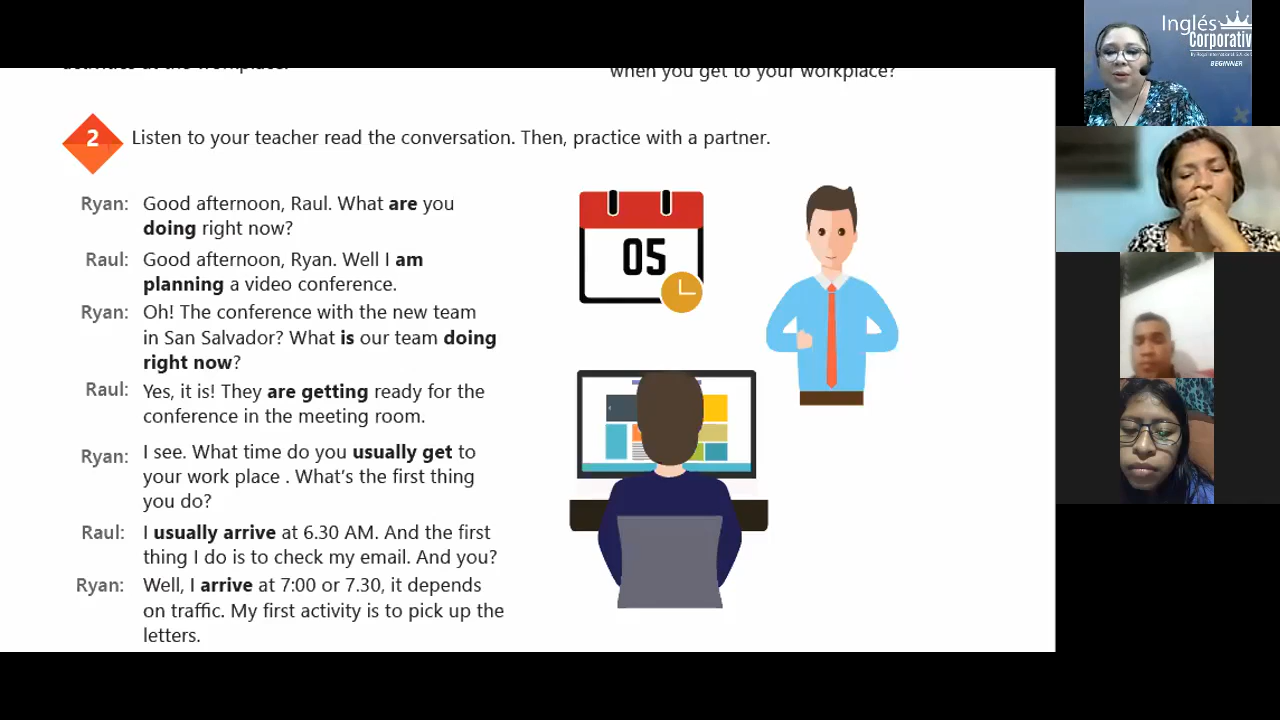 when you get to your workplace?
2
Listen to your teacher read the conversation. Then, practice with a partner.
Ryan: Good afternoon, Raul. What are you
doing right now?
Raul: Good afternoon, Ryan. Well I am
planning a video conference.
Ryan: Oh! The conference with the new team
in San Salvador? What is our team doing
right now?
Raul: Yes, it is! They are getting ready for the
conference in the meeting room.
Ryan: I see. What time do you usually get to
your work place . What's the first thing
you do?
Raul: I usually arrive at 6.30 AM. And the first
thing I do is to check my email. And you?
Ryan: Well, I arrive at 7:00 or 7.30, it depends
on traffic. My first activity is to pick up the
letters.
05
Inglés
Corporativ
BEGINNER